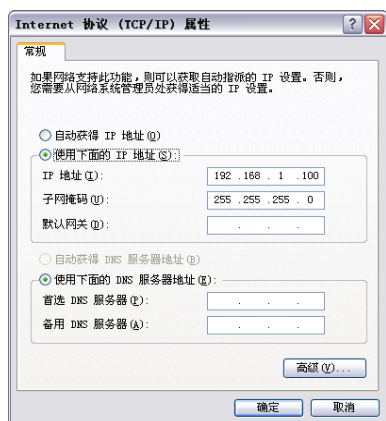 Internet 协议 (TCP/IP) 属性
常规
如果网络支持此功能，则可以获取自动指派的 IP 设置。否则，
您需要从网络系统管理员处获得适当的 IP 设置。
自动获得 IP 地址(O)
使用下面的 IP 地址(S):
IP 地址(I): 192 .168 . 1 .100
子网掩码(U): 255 .255 .255 . 0
默认网关(D): . . .
自动获得 DNS 服务器地址(B)
使用下面的 DNS 服务器地址(E):
首选 DNS 服务器(P): . . .
备用 DNS 服务器(A): . . .
高级(V)...
确定 取消